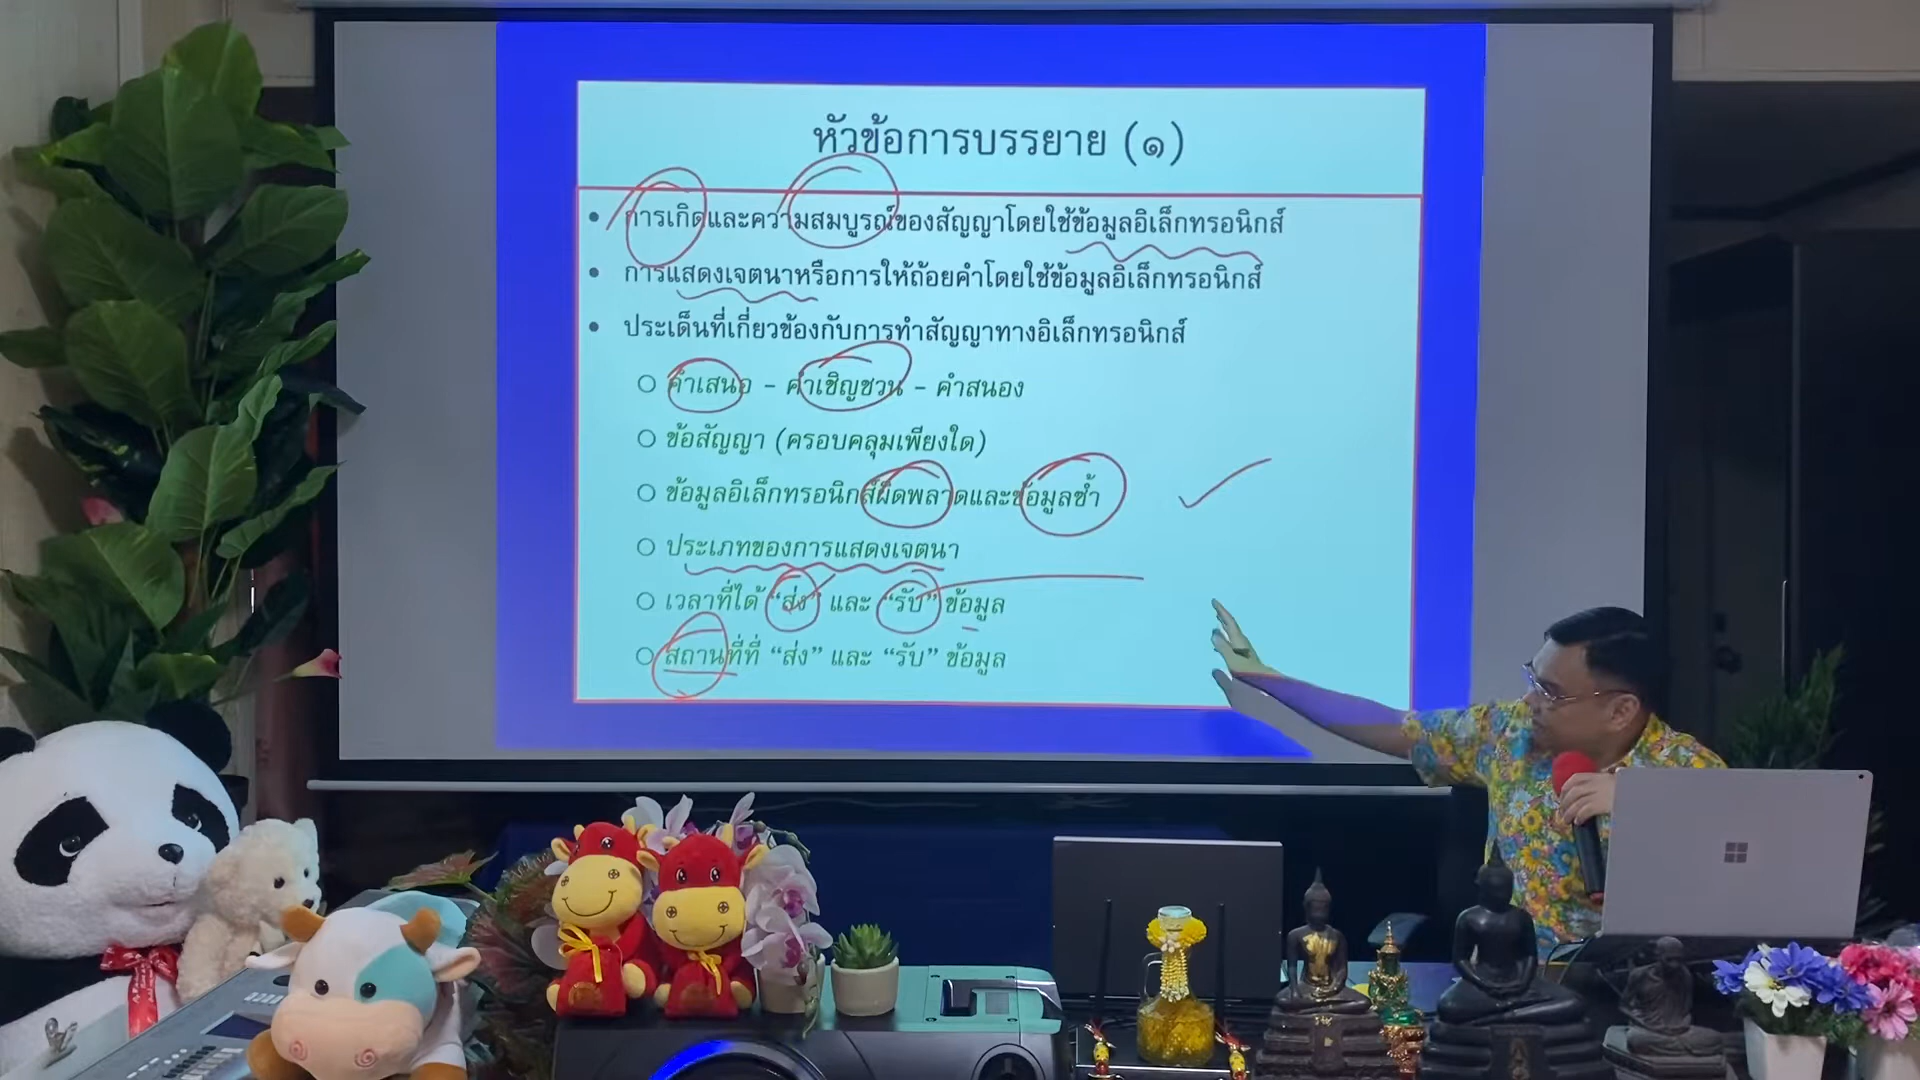 หัวข้อการบรรยาย (๑)
• การเกิดและความสมบูรณ์ของสัญญาโดยใช้ข้อมูลอิเล็กทรอนิกส์
• การแสดงเจตนาหรือการให้ถ้อยคำโดยใช้ข้อมูลอิเล็กทรอนิกส์
• ประเด็นที่เกี่ยวข้องกับการทำสัญญาทางอิเล็กทรอนิกส์
คำเสนอ – คำเชิญชวน – คำสนอง
ข้อสัญญา (ครอบคลุมเพียงใด)
ข้อมูลอิเล็กทรอนิกส์ผิดพลาดและข้อมูลซ้ำ
ประเภทของการแสดงเจตนา
เวลาที่ได้ “ส่ง” และ “รับ” ข้อมูล
สถานที่ที่ “ส่ง” และ “รับ” ข้อมูล